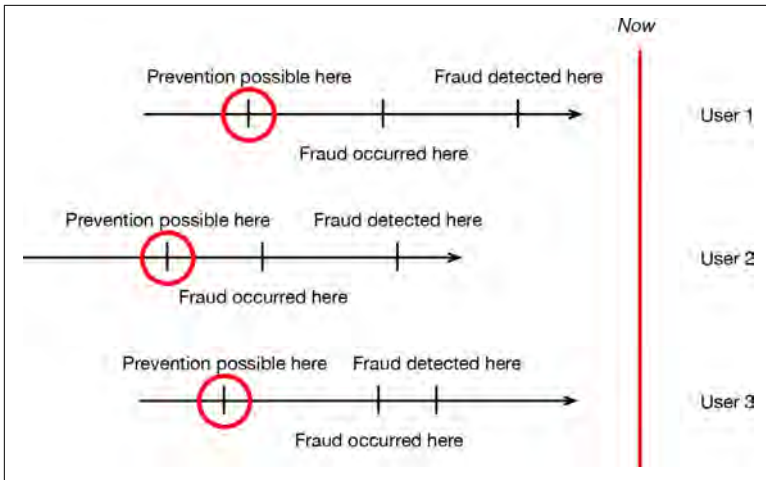 Now
Prevention possible here Fraud detected here
User 1
Fraud occurred here
Prevention possible here Fraud detected here
User 2
Fraud occurred here
Prevention possible here Fraud detected here
User 3
Fraud occurred here